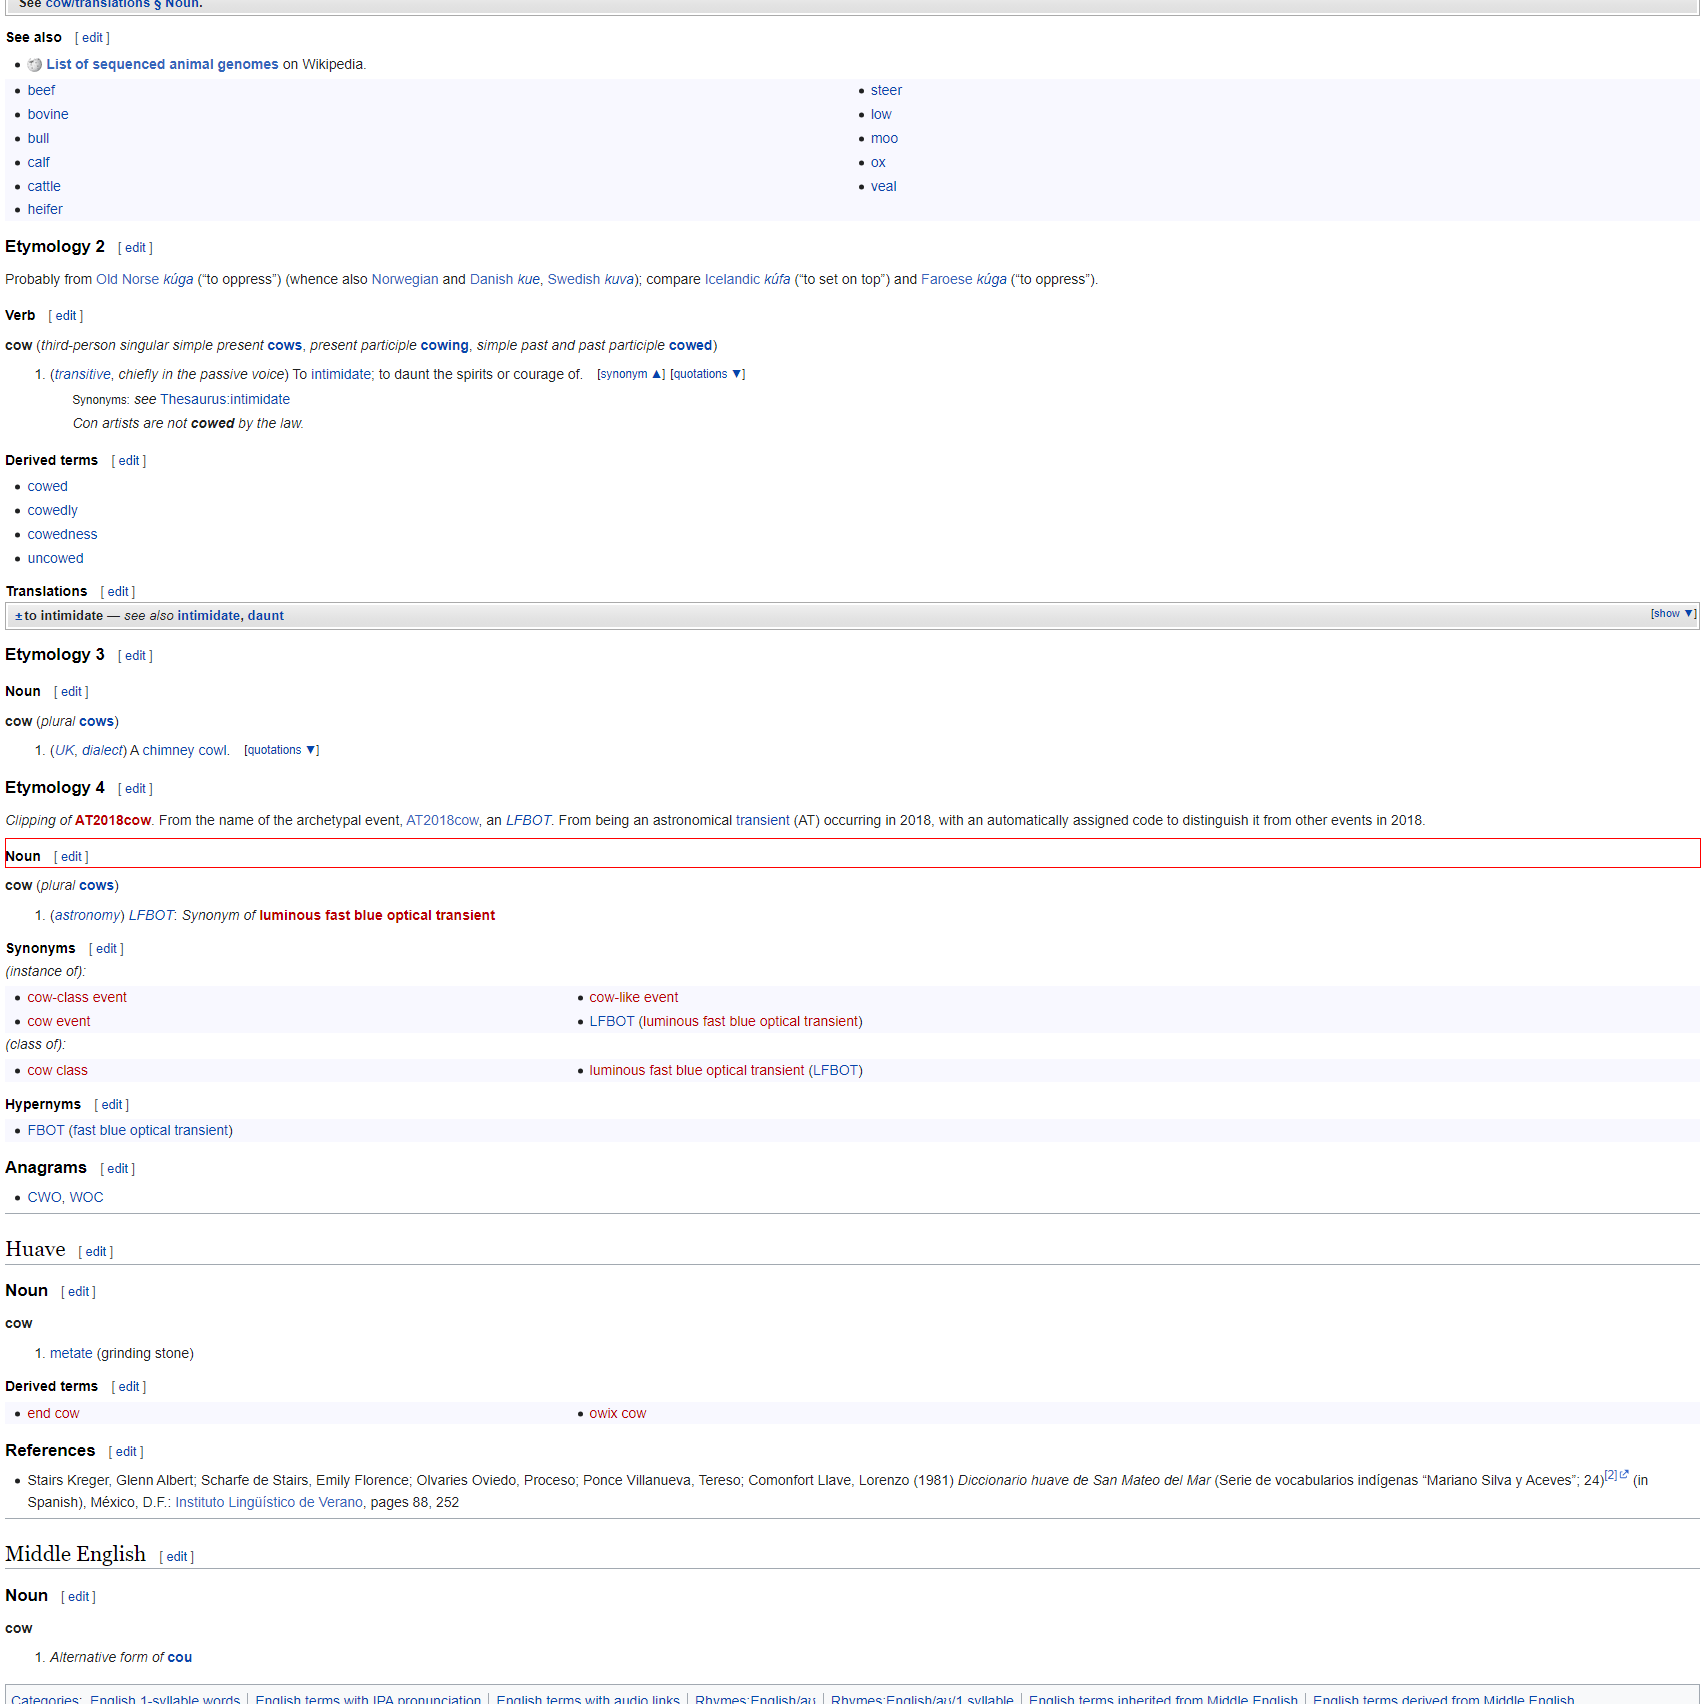 See cow/translations § Noun.
See also [ edit ]
• List of sequenced animal genomes on Wikipedia.
• beef
• bovine
• bull
• calf
• cattle
• heifer
• steer
• low
• moo
• ox
• veal
Etymology 2 [ edit ]
Probably from Old Norse kúga (“to oppress”) (whence also Norwegian and Danish kue, Swedish kuva); compare Icelandic kúfa (“to set on top”) and Faroese kúga (“to oppress”).
Verb [ edit ]
cow (third-person singular simple present cows, present participle cowing, simple past and past participle cowed)
1. (transitive, chiefly in the passive voice) To intimidate; to daunt the spirits or courage of. [synonym ▲] [quotations ▼]
Synonyms: see Thesaurus:intimidate
Con artists are not cowed by the law.
Derived terms [ edit ]
• cowed
• cowedly
• cowedness
• uncowed
Translations [ edit ]
± to intimidate — see also intimidate, daunt [show ▼]
Etymology 3 [ edit ]
Noun [ edit ]
cow (plural cows)
1. (UK, dialect) A chimney cowl. [quotations ▼]
Etymology 4 [ edit ]
Clipping of AT2018cow. From the name of the archetypal event, AT2018cow, an LFBOT. From being an astronomical transient (AT) occurring in 2018, with an automatically assigned code to distinguish it from other events in 2018.
Noun [ edit ]
cow (plural cows)
1. (astronomy) LFBOT: Synonym of luminous fast blue optical transient
Synonyms [ edit ]
(instance of):
• cow-class event
• cow event
• cow-like event
• LFBOT (luminous fast blue optical transient)
(class of):
• cow class
• luminous fast blue optical transient (LFBOT)
Hypernyms [ edit ]
• FBOT (fast blue optical transient)
Anagrams [ edit ]
• CWO, WOC
Huave [ edit ]
Noun [ edit ]
cow
1. metate (grinding stone)
Derived terms [ edit ]
• end cow
• owix cow
References [ edit ]
• Stairs Kreger, Glenn Albert; Scharfe de Stairs, Emily Florence; Olvaries Oviedo, Proceso; Ponce Villanueva, Tereso; Comonfort Llave, Lorenzo (1981) Diccionario huave de San Mateo del Mar (Serie de vocabularios indígenas “Mariano Silva y Aceves”; 24)[2] (in
Spanish), México, D.F.: Instituto Lingüístico de Verano, pages 88, 252
Middle English [ edit ]
Noun [ edit ]
cow
1. Alternative form of cou
Categories: English 1-syllable words | English terms with IPA pronunciation | English terms with audio links | Rhymes:English/aʊ | Rhymes:English/aʊ/1 syllable | English terms inherited from Middle English | English terms derived from Middle English